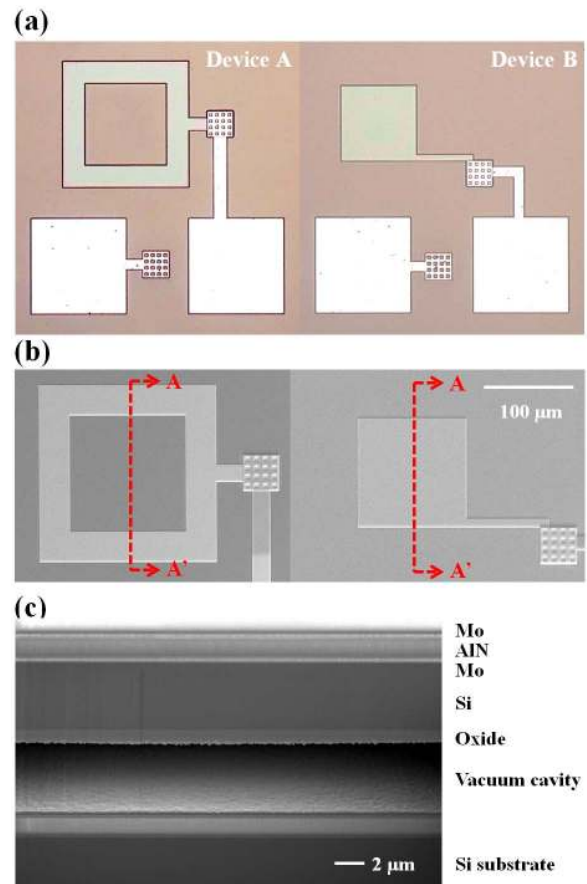 (a)
Device A
Device B
(b)
A
A
100 μm
A'
A'
(c)
Mo
AlN
Mo
Si
Oxide
Vacuum cavity
2 μm
Si substrate